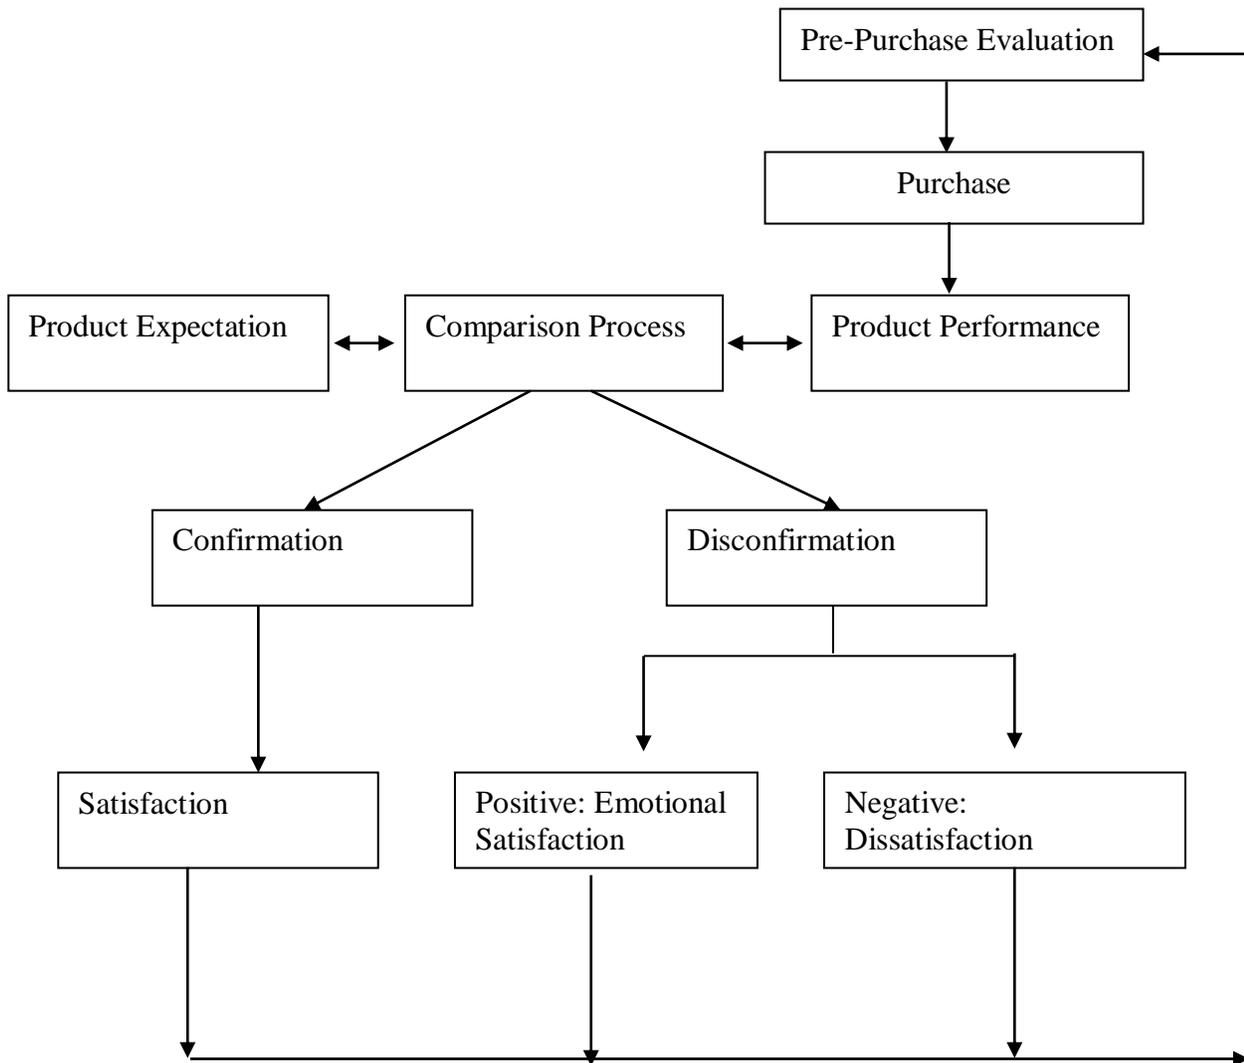 Pre-Purchase Evaluation
Purchase
Product Expectation
Comparison Process
Product Performance
Confirmation
Disconfirmation
Satisfaction
Positive: Emotional
Satisfaction
Negative:
Dissatisfaction